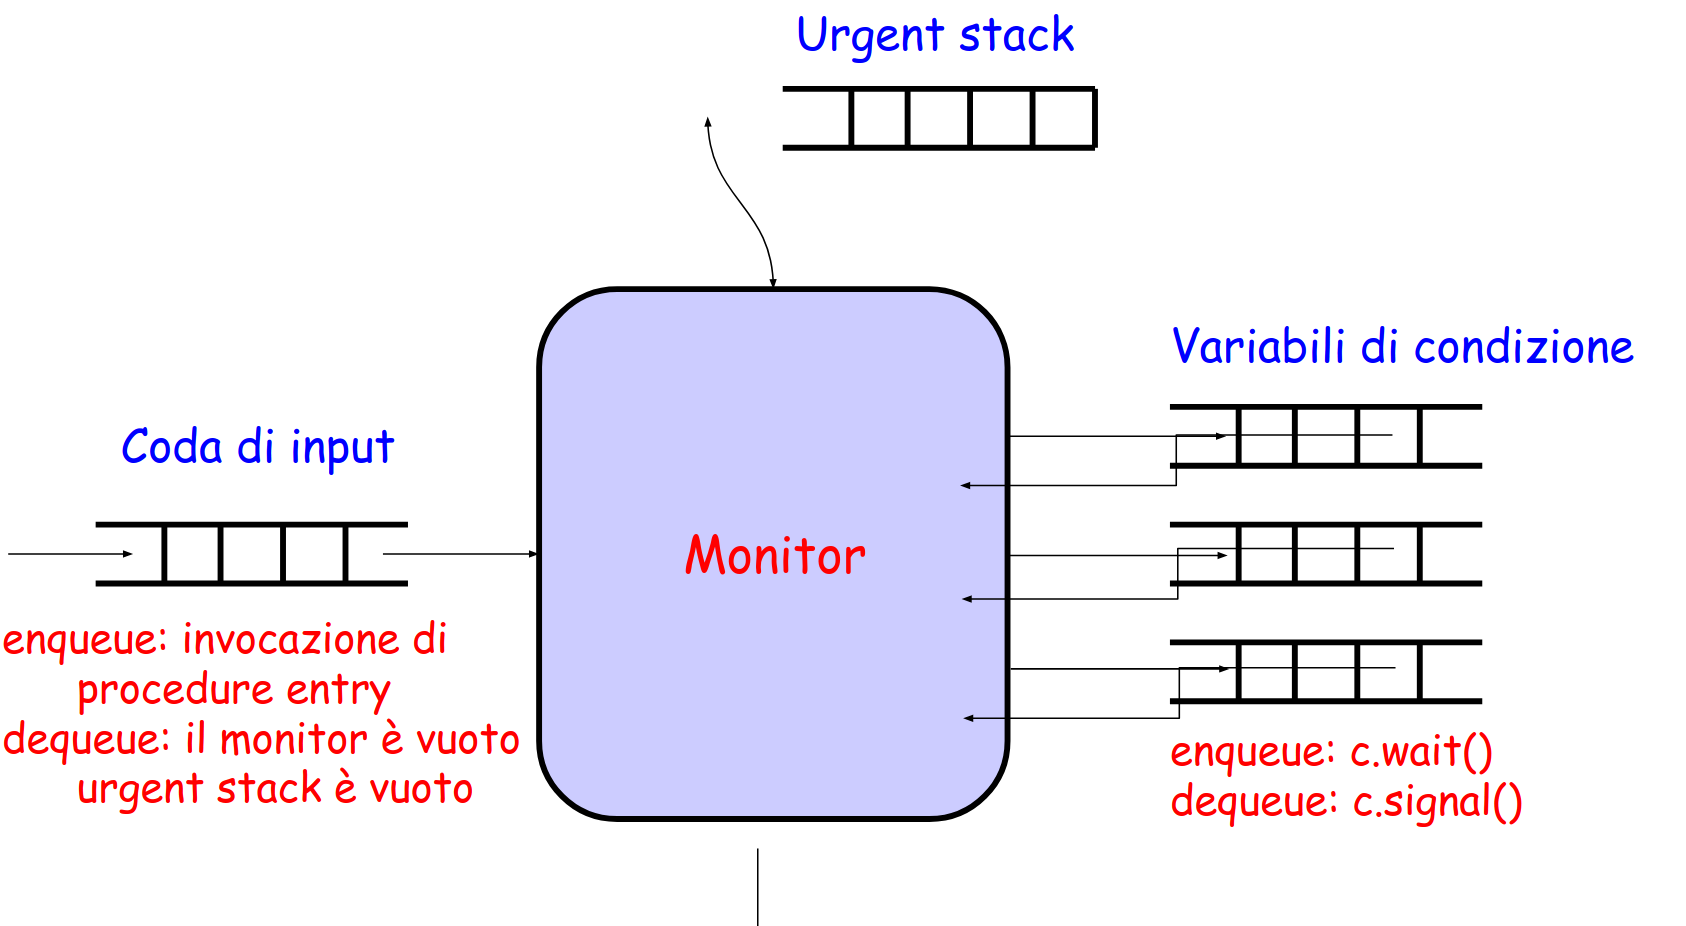 Urgent stack
Variabili di condizione
Coda di input
Monitor
enqueue: invocazione di
procedure entry
dequeue: il monitor è vuoto
urgent stack è vuoto
enqueue: c.wait()
dequeue: c.signal()